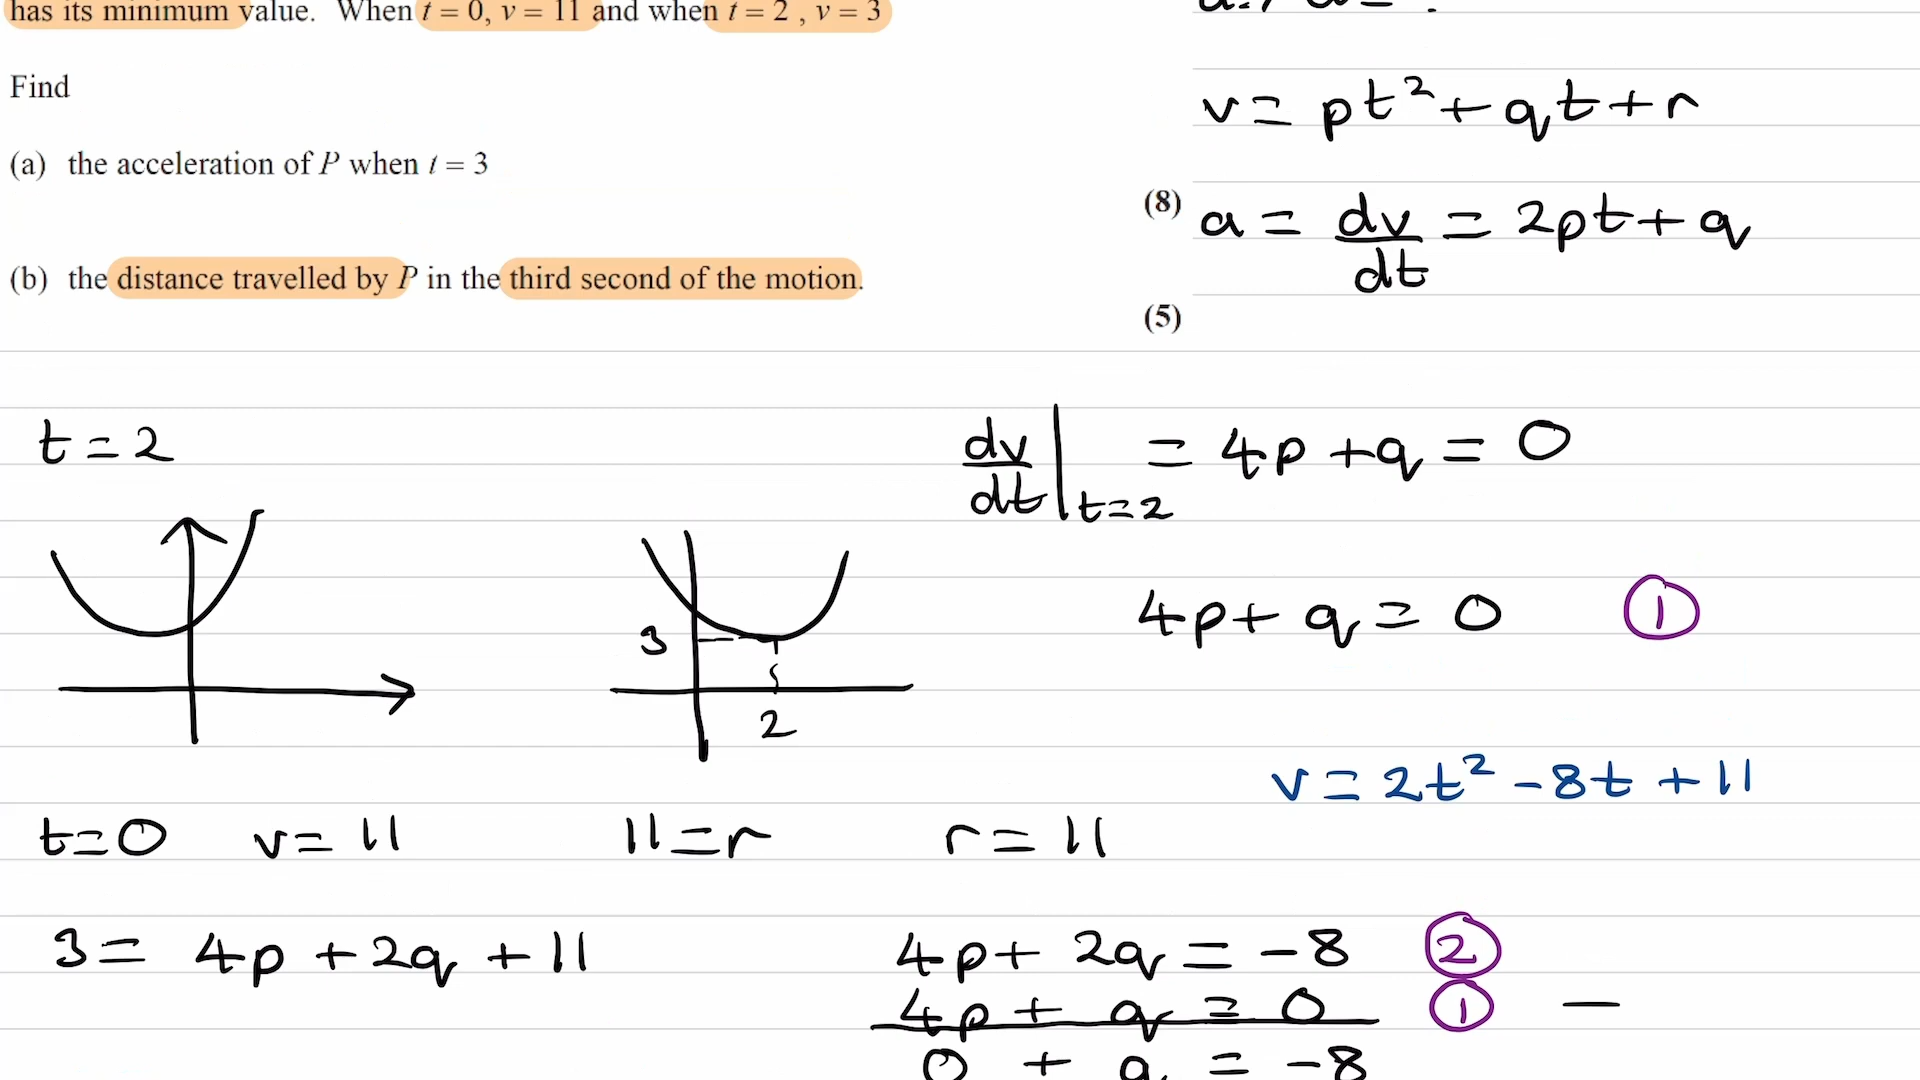 has its minimum value. When t = 0, v = 11 and when t = 2 , v = 3
Find
(a) the acceleration of P when t = 3
(8)
(b) the distance travelled by P in the third second of the motion.
(5)
v = pt² + qt + r
a = dv/dt = 2pt + q
t = 2
dv/dt |t=2 = 4p + q = 0
3
2
4p + q = 0 ①
v = 2t² - 8t + 11
t = 0 v = 11 11 = r r = 11
3 = 4p + 2q + 11
4p + 2q = -8 ②
4p + q = 0 ① —
0 + q = -8